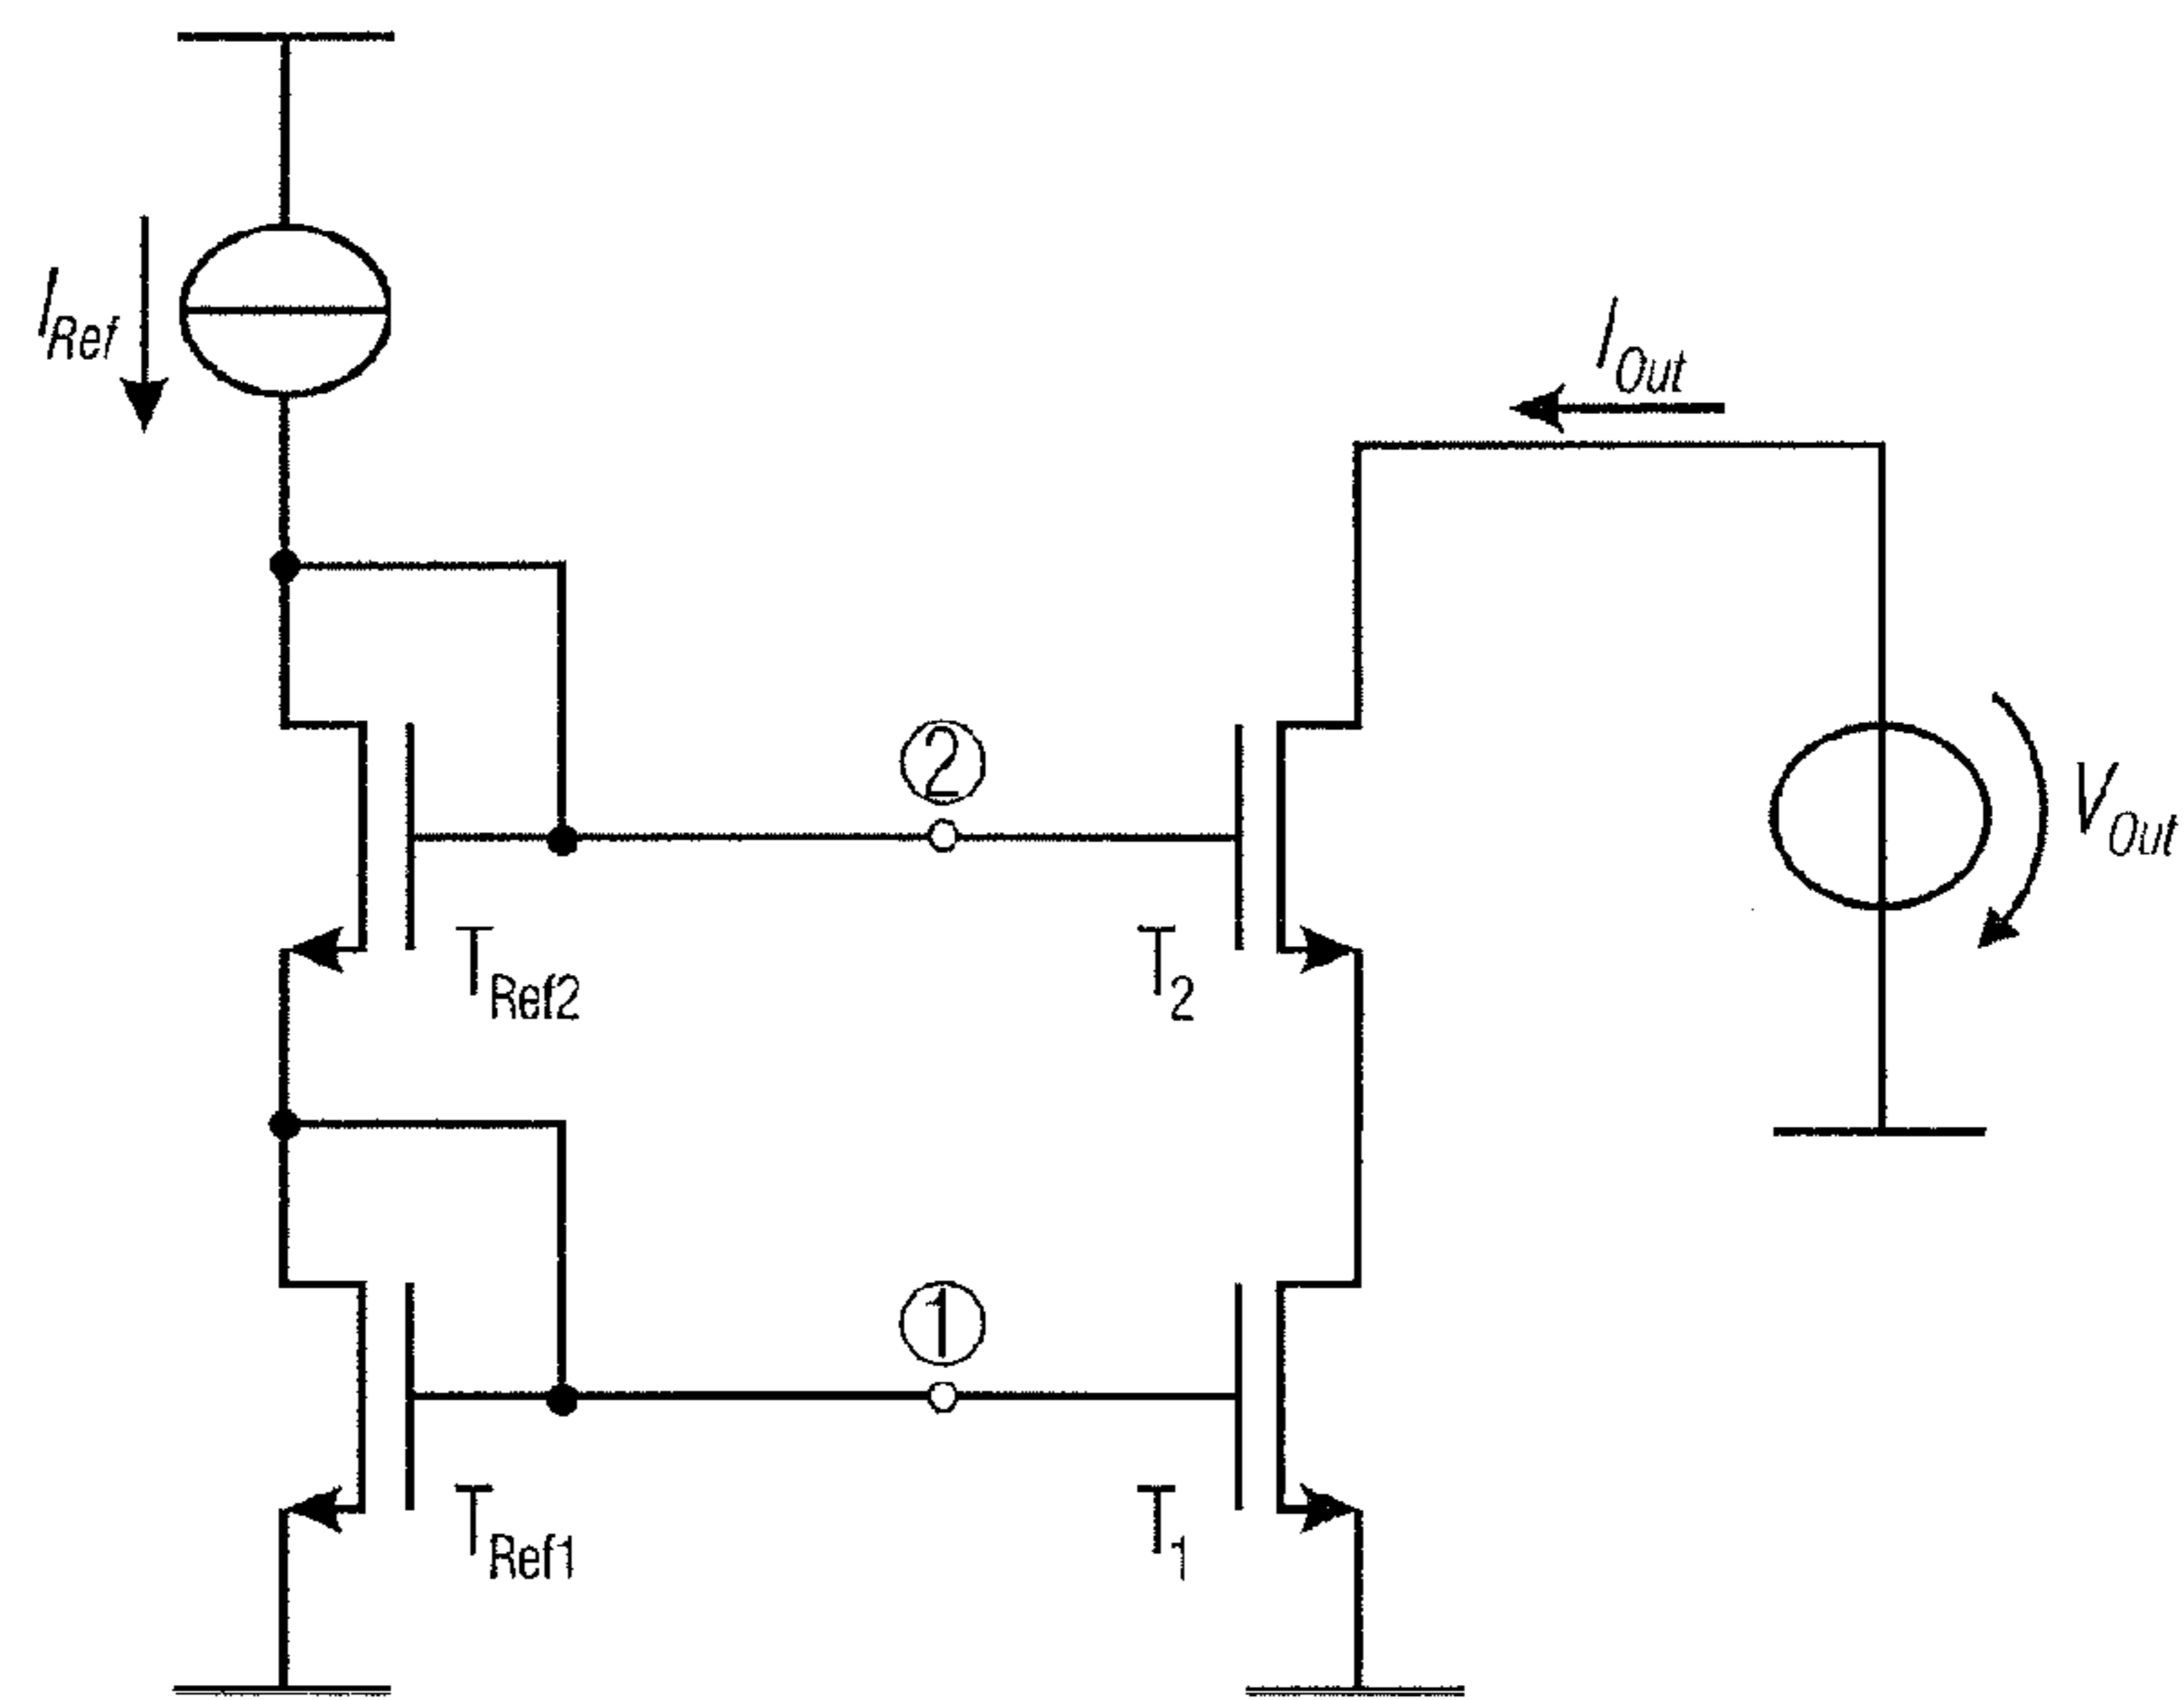 I_Ref
I_Out
②
V_Out
T_Ref2
T_2
①
T_Ref1
T_1